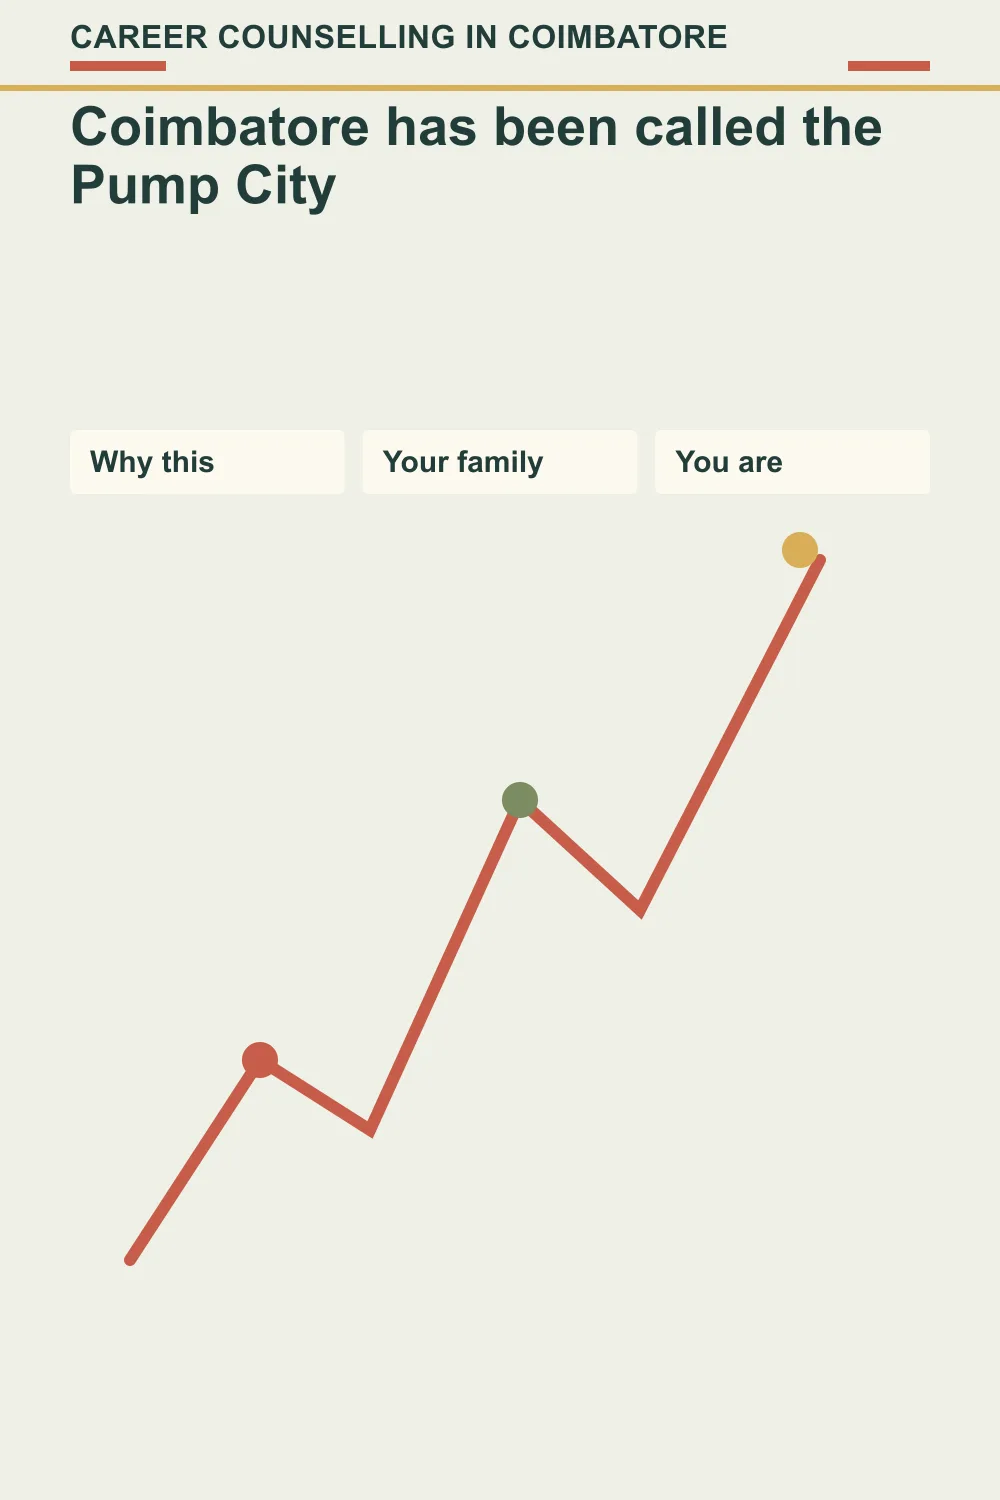 CAREER COUNSELLING IN COIMBATORE
Coimbatore has been called the
Pump City
Why this
Your family
You are